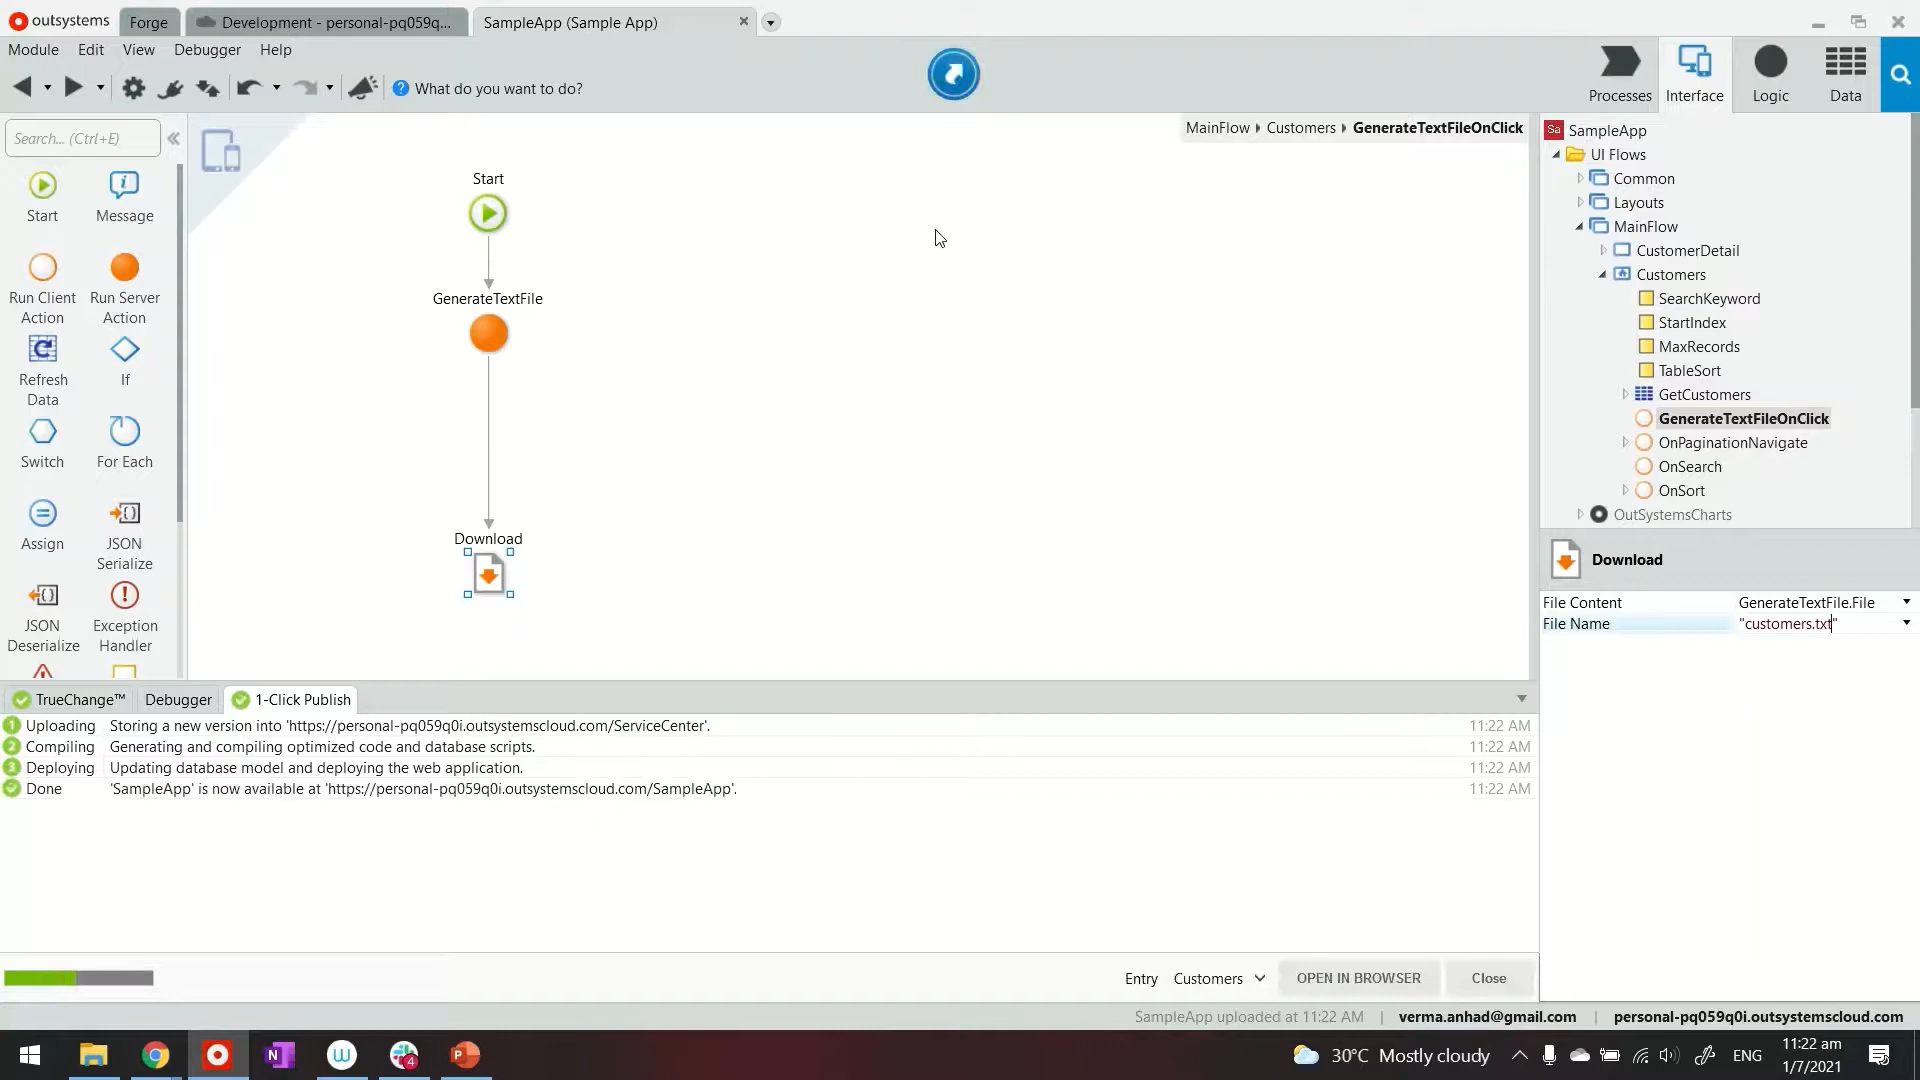 outsystems
Forge
Development - personal-pq059q...
SampleApp (Sample App)
Module Edit View Debugger Help
? What do you want to do?
Processes
Interface
Logic
Data
Search... (Ctrl+E)
Start
Message
Run Client Action
Run Server Action
Refresh Data
If
Switch
For Each
Assign
JSON Serialize
JSON Deserialize
Exception Handler
MainFlow Customers GenerateTextFileOnClick
Start
GenerateTextFile
Download
Sa SampleApp
UI Flows
Common
Layouts
MainFlow
CustomerDetail
Customers
SearchKeyword
StartIndex
MaxRecords
TableSort
GetCustomers
GenerateTextFileOnClick
OnPaginationNavigate
OnSearch
OnSort
OutSystemsCharts
Download
File Content GenerateTextFile.File
File Name "customers.txt"
TrueChange™ Debugger 1-Click Publish
1 Uploading Storing a new version into 'https://personal-pq059q0i.outsystemscloud.com/ServiceCenter'. 11:22 AM
2 Compiling Generating and compiling optimized code and database scripts. 11:22 AM
3 Deploying Updating database model and deploying the web application. 11:22 AM
Done 'SampleApp' is now available at 'https://personal-pq059q0i.outsystemscloud.com/SampleApp'. 11:22 AM
Entry Customers OPEN IN BROWSER Close
SampleApp uploaded at 11:22 AM | verma.anhad@gmail.com | personal-pq059q0i.outsystemscloud.com
30°C Mostly cloudy
ENG
11:22 am
1/7/2021